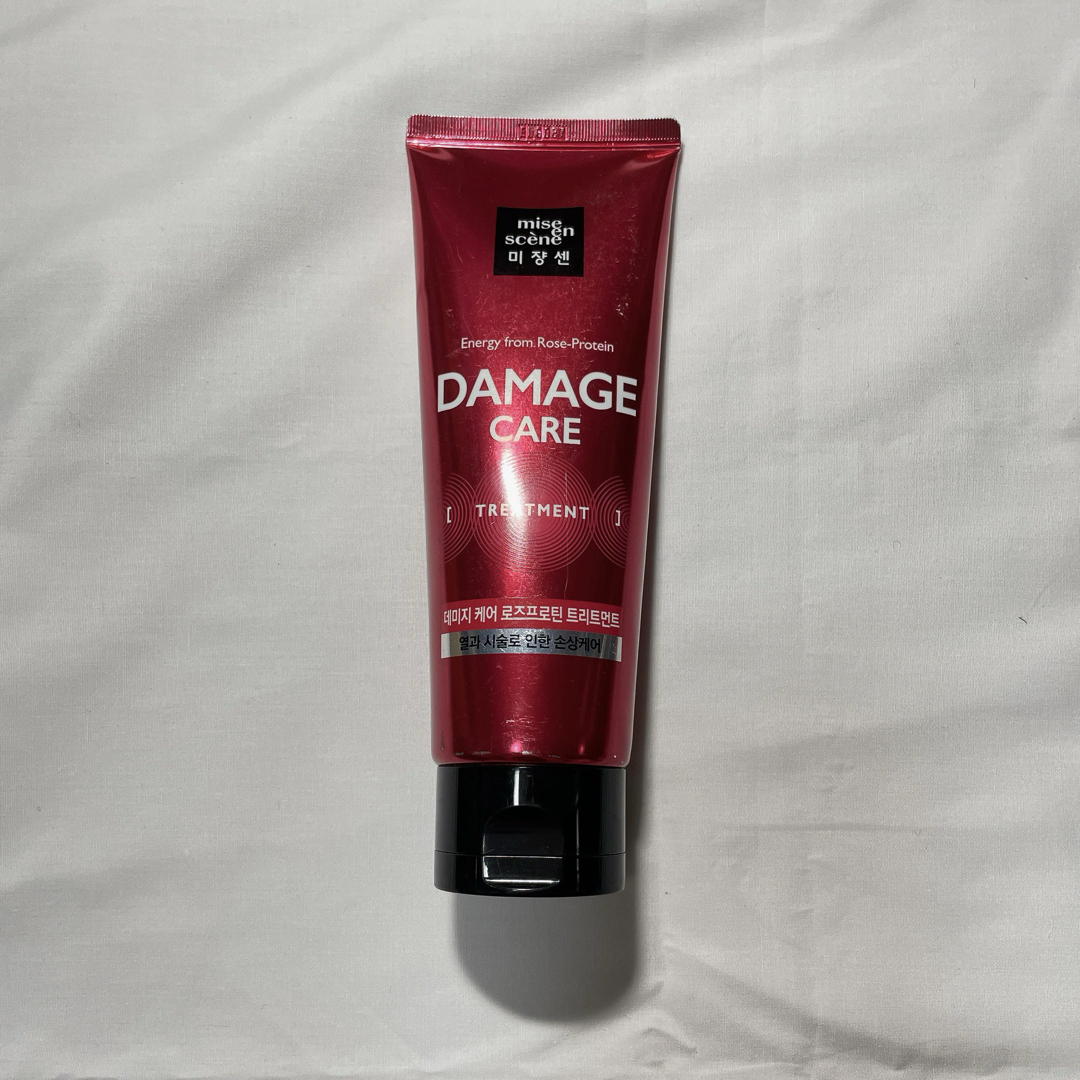 mise
en
scène
미쟝센
Energy from Rose-Protein
DAMAGE
CARE
[ TREATMENT ]
데미지 케어 로즈프로틴 트리트먼트
열과 시술로 인한 손상케어